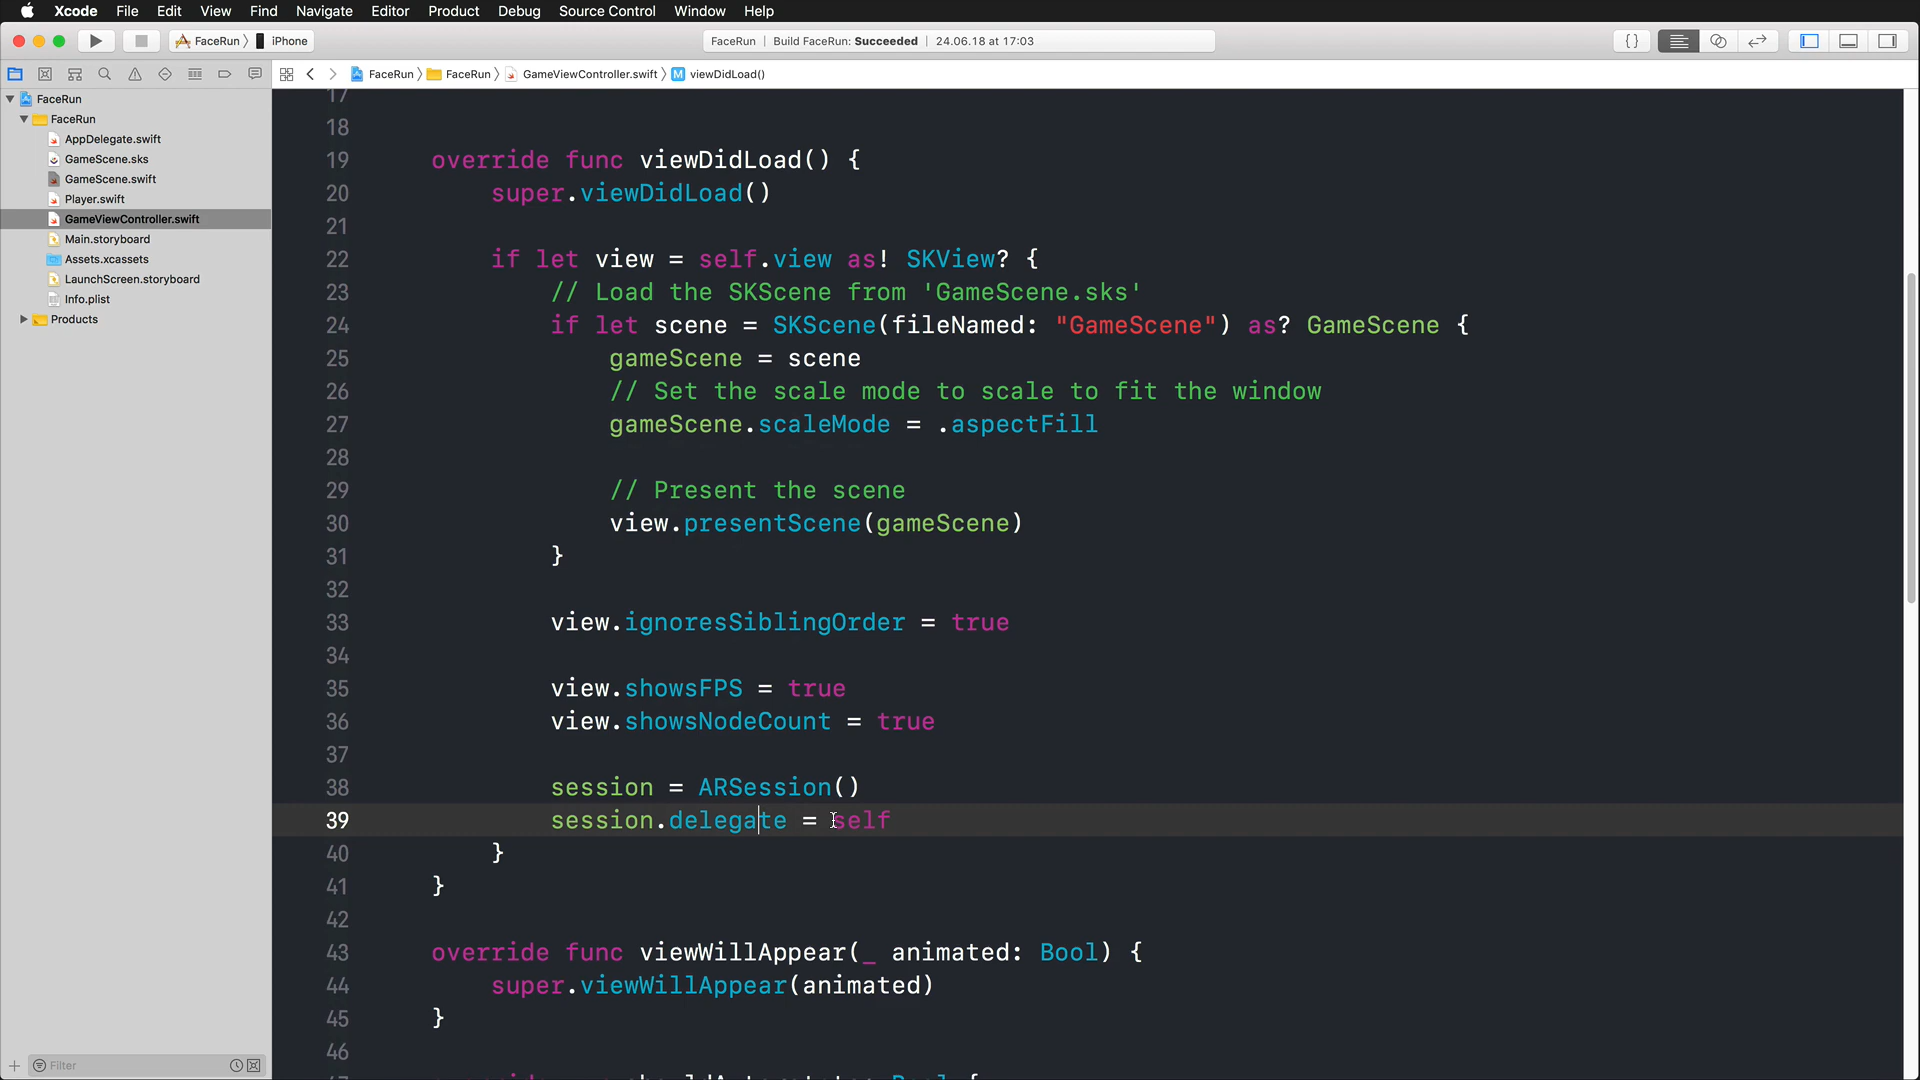 Xcode File Edit View Find Navigate Editor Product Debug Source Control Window Help
FaceRun iPhone FaceRun | Build FaceRun: Succeeded | 24.06.18 at 17:03
FaceRun FaceRun GameViewController.swift M viewDidLoad()
FaceRun
FaceRun
AppDelegate.swift
GameScene.sks
GameScene.swift
Player.swift
GameViewController.swift
Main.storyboard
Assets.xcassets
LaunchScreen.storyboard
Info.plist
Products
Filter
17
18
19 override func viewDidLoad() {
20 super.viewDidLoad()
21
22 if let view = self.view as! SKView? {
23 // Load the SKScene from 'GameScene.sks'
24 if let scene = SKScene(fileNamed: "GameScene") as? GameScene {
25 gameScene = scene
26 // Set the scale mode to scale to fit the window
27 gameScene.scaleMode = .aspectFill
28
29 // Present the scene
30 view.presentScene(gameScene)
31 }
32
33 view.ignoresSiblingOrder = true
34
35 view.showsFPS = true
36 view.showsNodeCount = true
37
38 session = ARSession()
39 session.delegate = self
40 }
41 }
42
43 override func viewWillAppear(_ animated: Bool) {
44 super.viewWillAppear(animated)
45 }
46